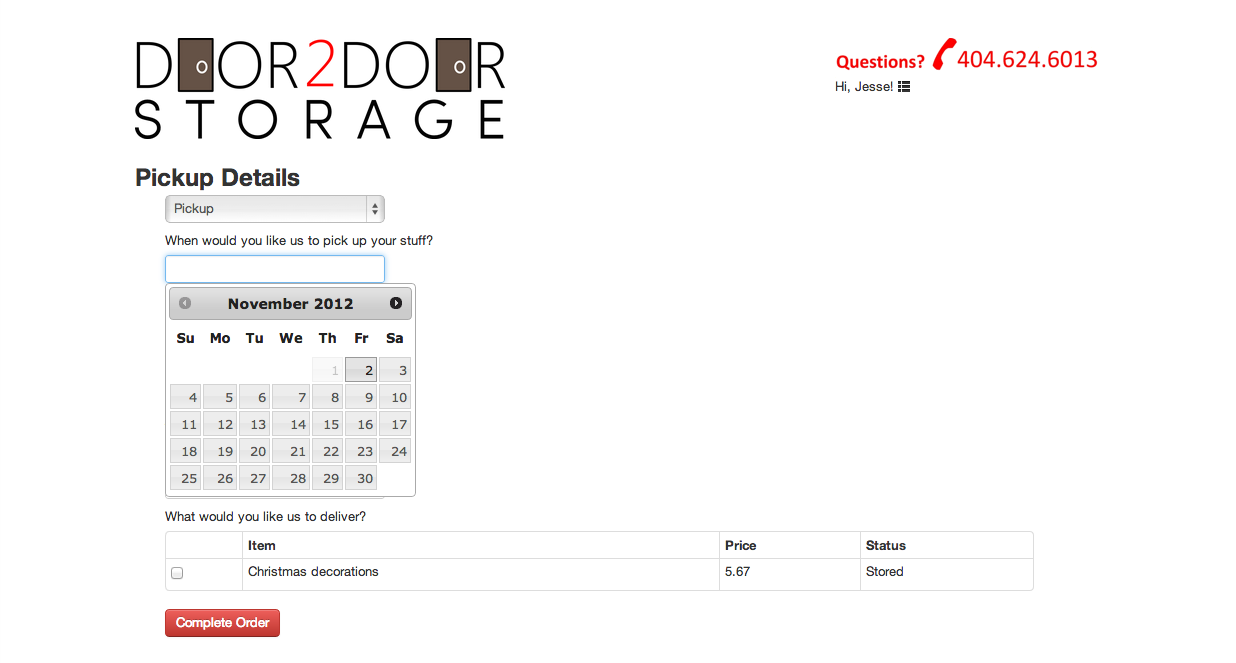 DOOR2DOOR
STORAGE
Questions? 404.624.6013
Hi, Jesse!
Pickup Details
Pickup
When would you like us to pick up your stuff?
November 2012
Su Mo Tu We Th Fr Sa
1 2 3
4 5 6 7 8 9 10
11 12 13 14 15 16 17
18 19 20 21 22 23 24
25 26 27 28 29 30
What would you like us to deliver?
Item Price Status
Christmas decorations 5.67 Stored
Complete Order